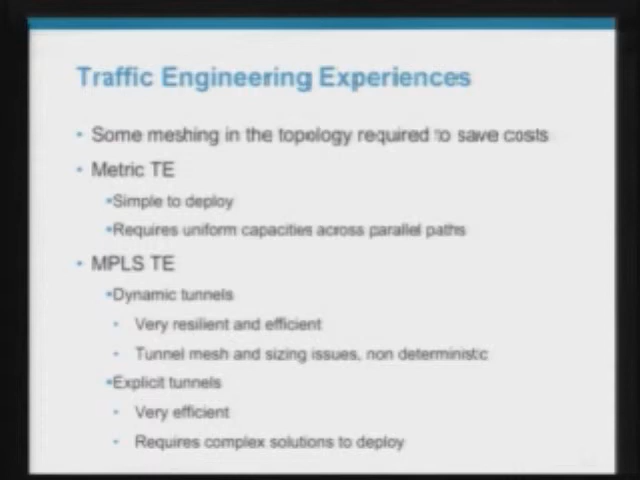 Traffic Engineering Experiences
• Some meshing in the topology required to save costs
• Metric TE
•Simple to deploy
•Requires uniform capacities across parallel paths
• MPLS TE
•Dynamic tunnels
• Very resilient and efficient
• Tunnel mesh and sizing issues, non deterministic
•Explicit tunnels
• Very efficient
• Requires complex solutions to deploy